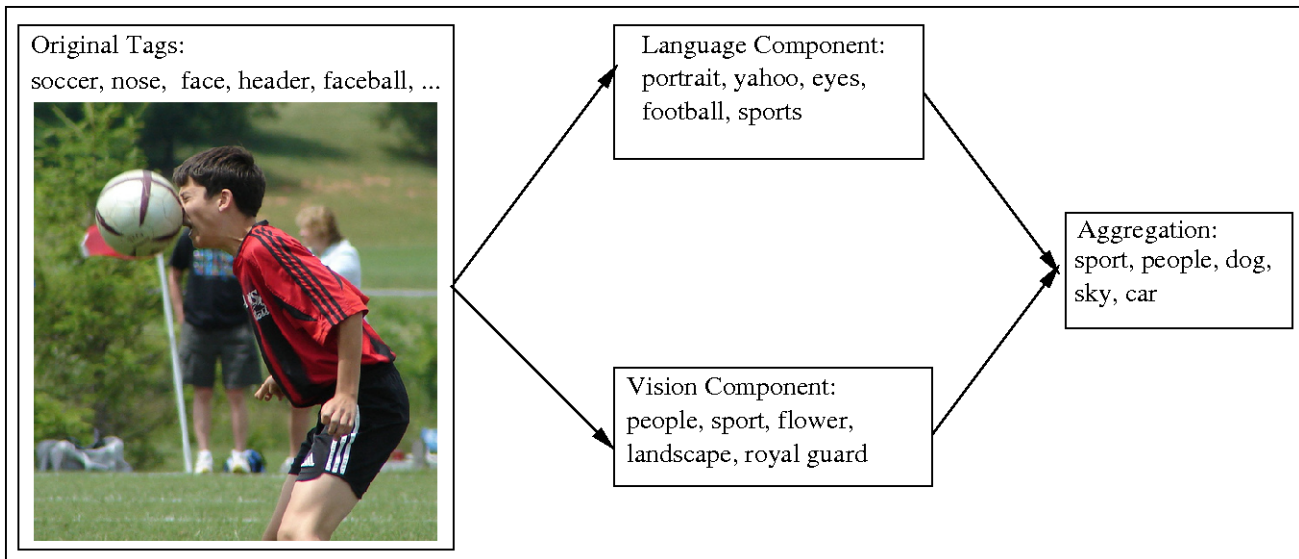 Original Tags:
soccer, nose, face, header, faceball, ...
Language Component:
portrait, yahoo, eyes,
football, sports
Vision Component:
people, sport, flower,
landscape, royal guard
Aggregation:
sport, people, dog,
sky, car